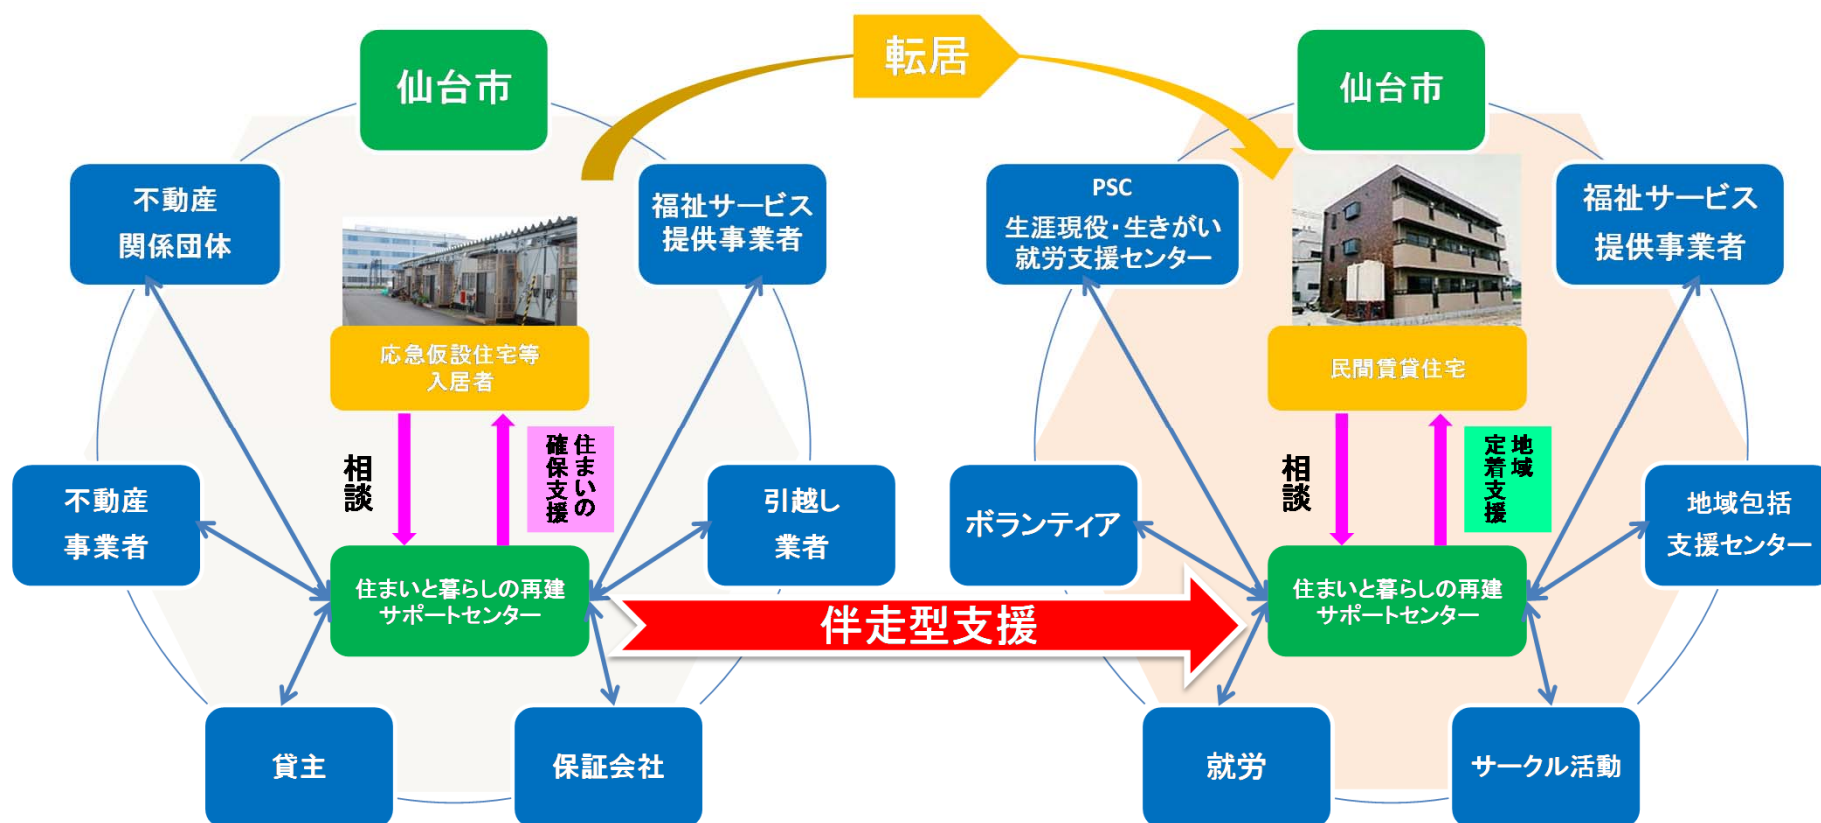 転居
仙台市
不動産
関係団体
福祉サービス
提供事業者
応急仮設住宅等
入居者
相談
住まいの
確保支援
不動産
事業者
引越し
業者
住まいと暮らしの再建
サポートセンター
貸主
保証会社
伴走型支援
仙台市
PSC
生涯現役・生きがい
就労支援センター
福祉サービス
提供事業者
民間賃貸住宅
相談
地域
定着支援
ボランティア
地域包括
支援センター
住まいと暮らしの再建
サポートセンター
就労
サークル活動